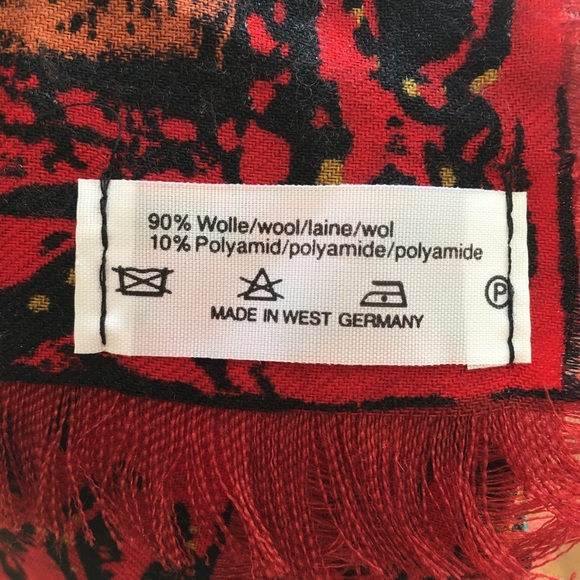 90% Wolle/wool/laine/wol
10% Polyamid/polyamide/polyamide
P
MADE IN WEST GERMANY